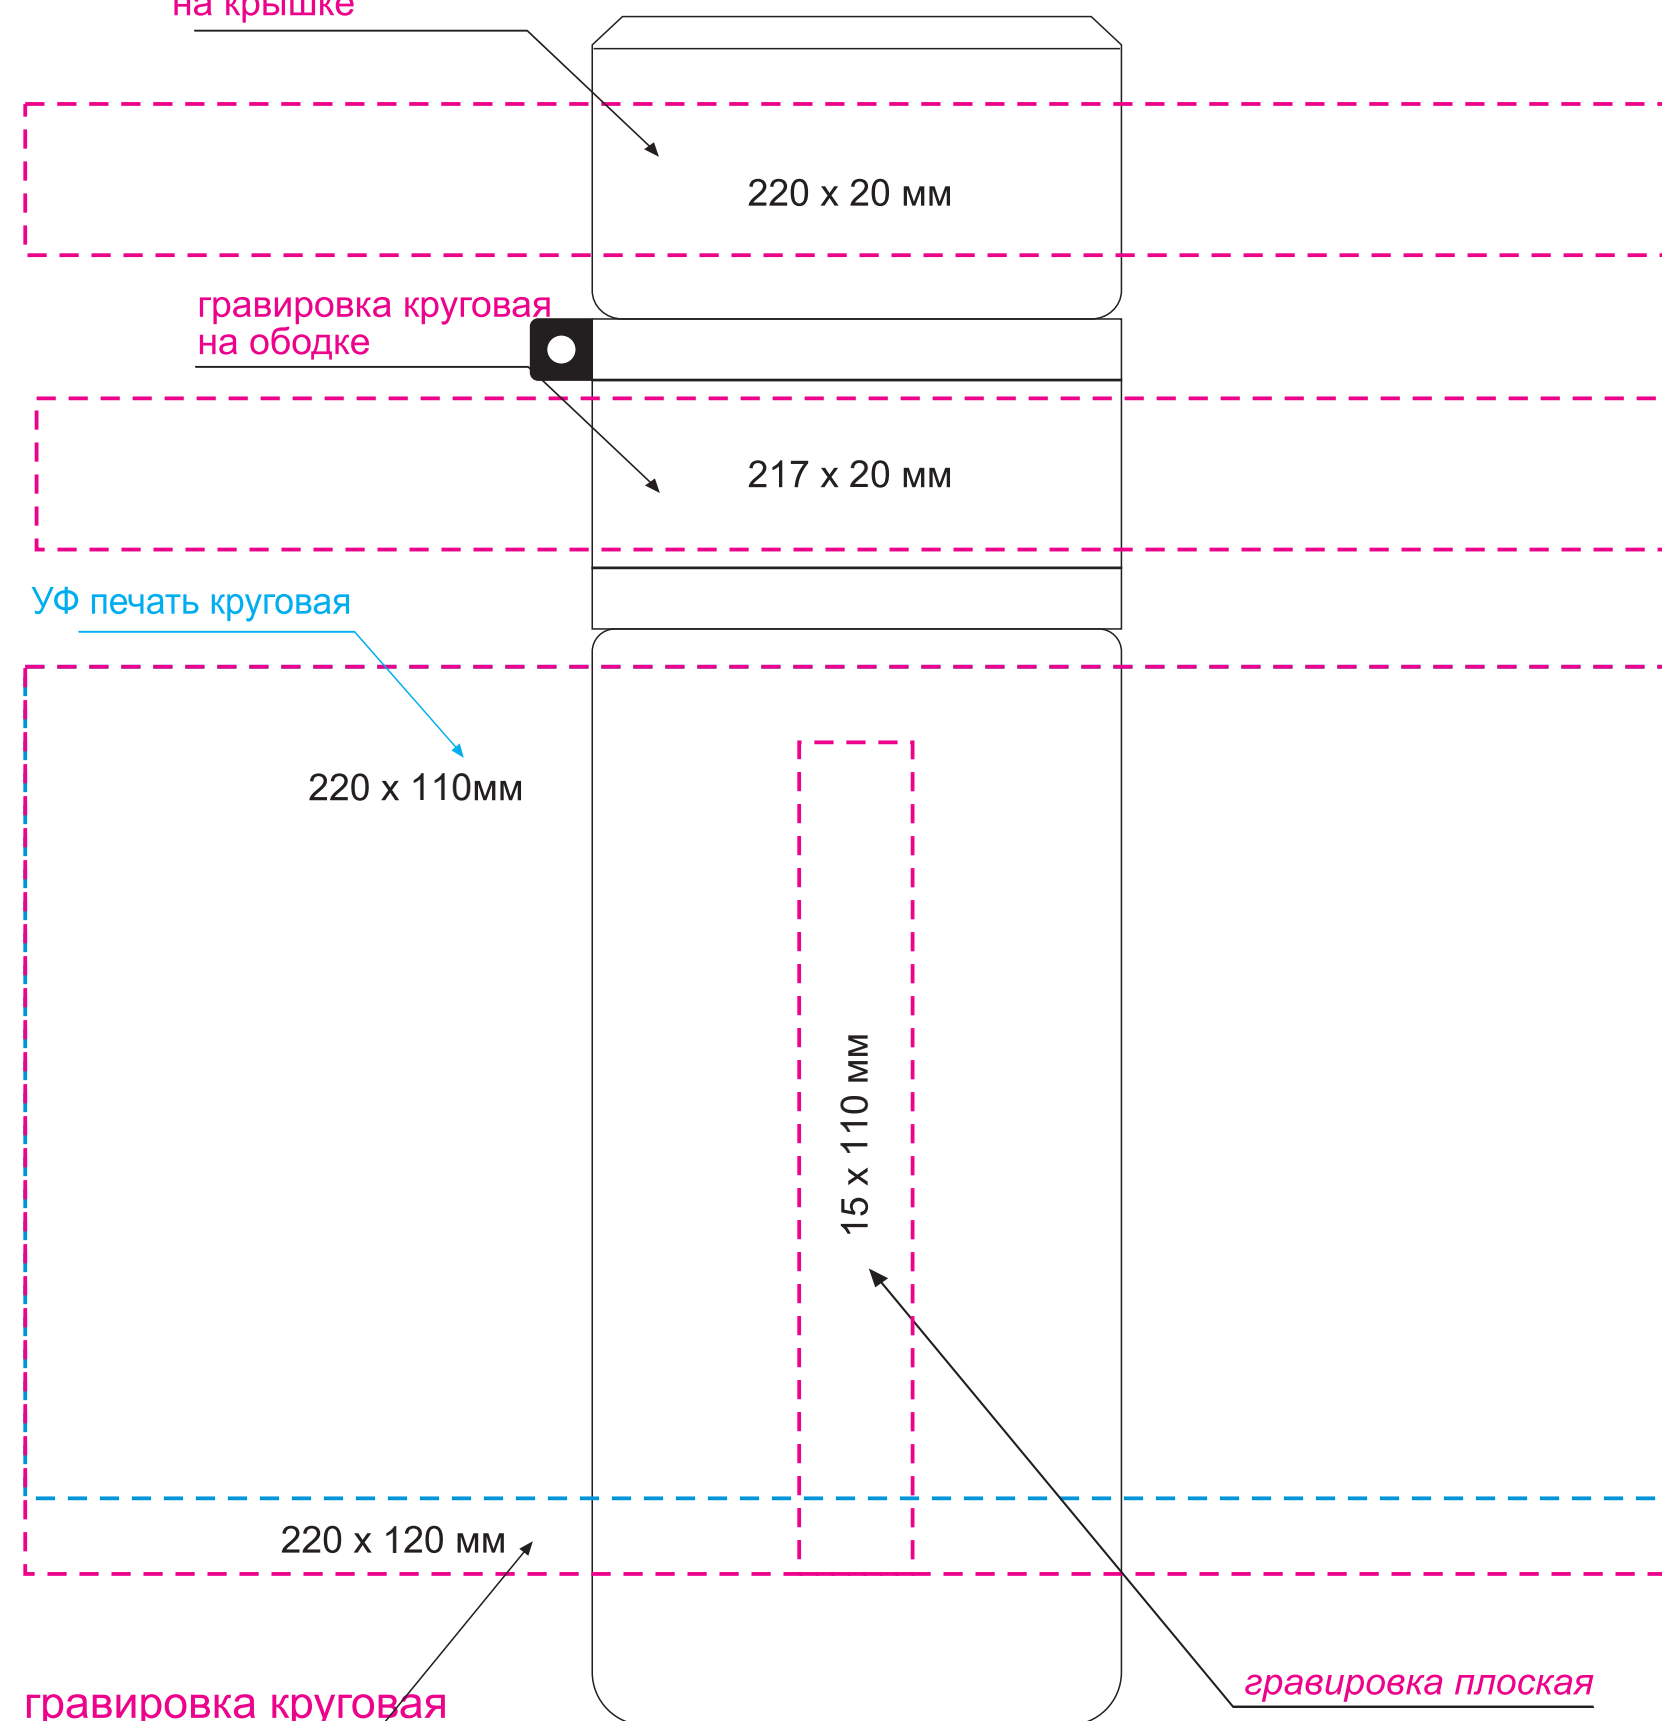 на крышке
220 x 20 мм
гравировка круговая
на ободке
217 x 20 мм
УФ печать круговая
220 x 110мм
15 x 110 мм
220 x 120 мм
гравировка плоская
гравировка круговая